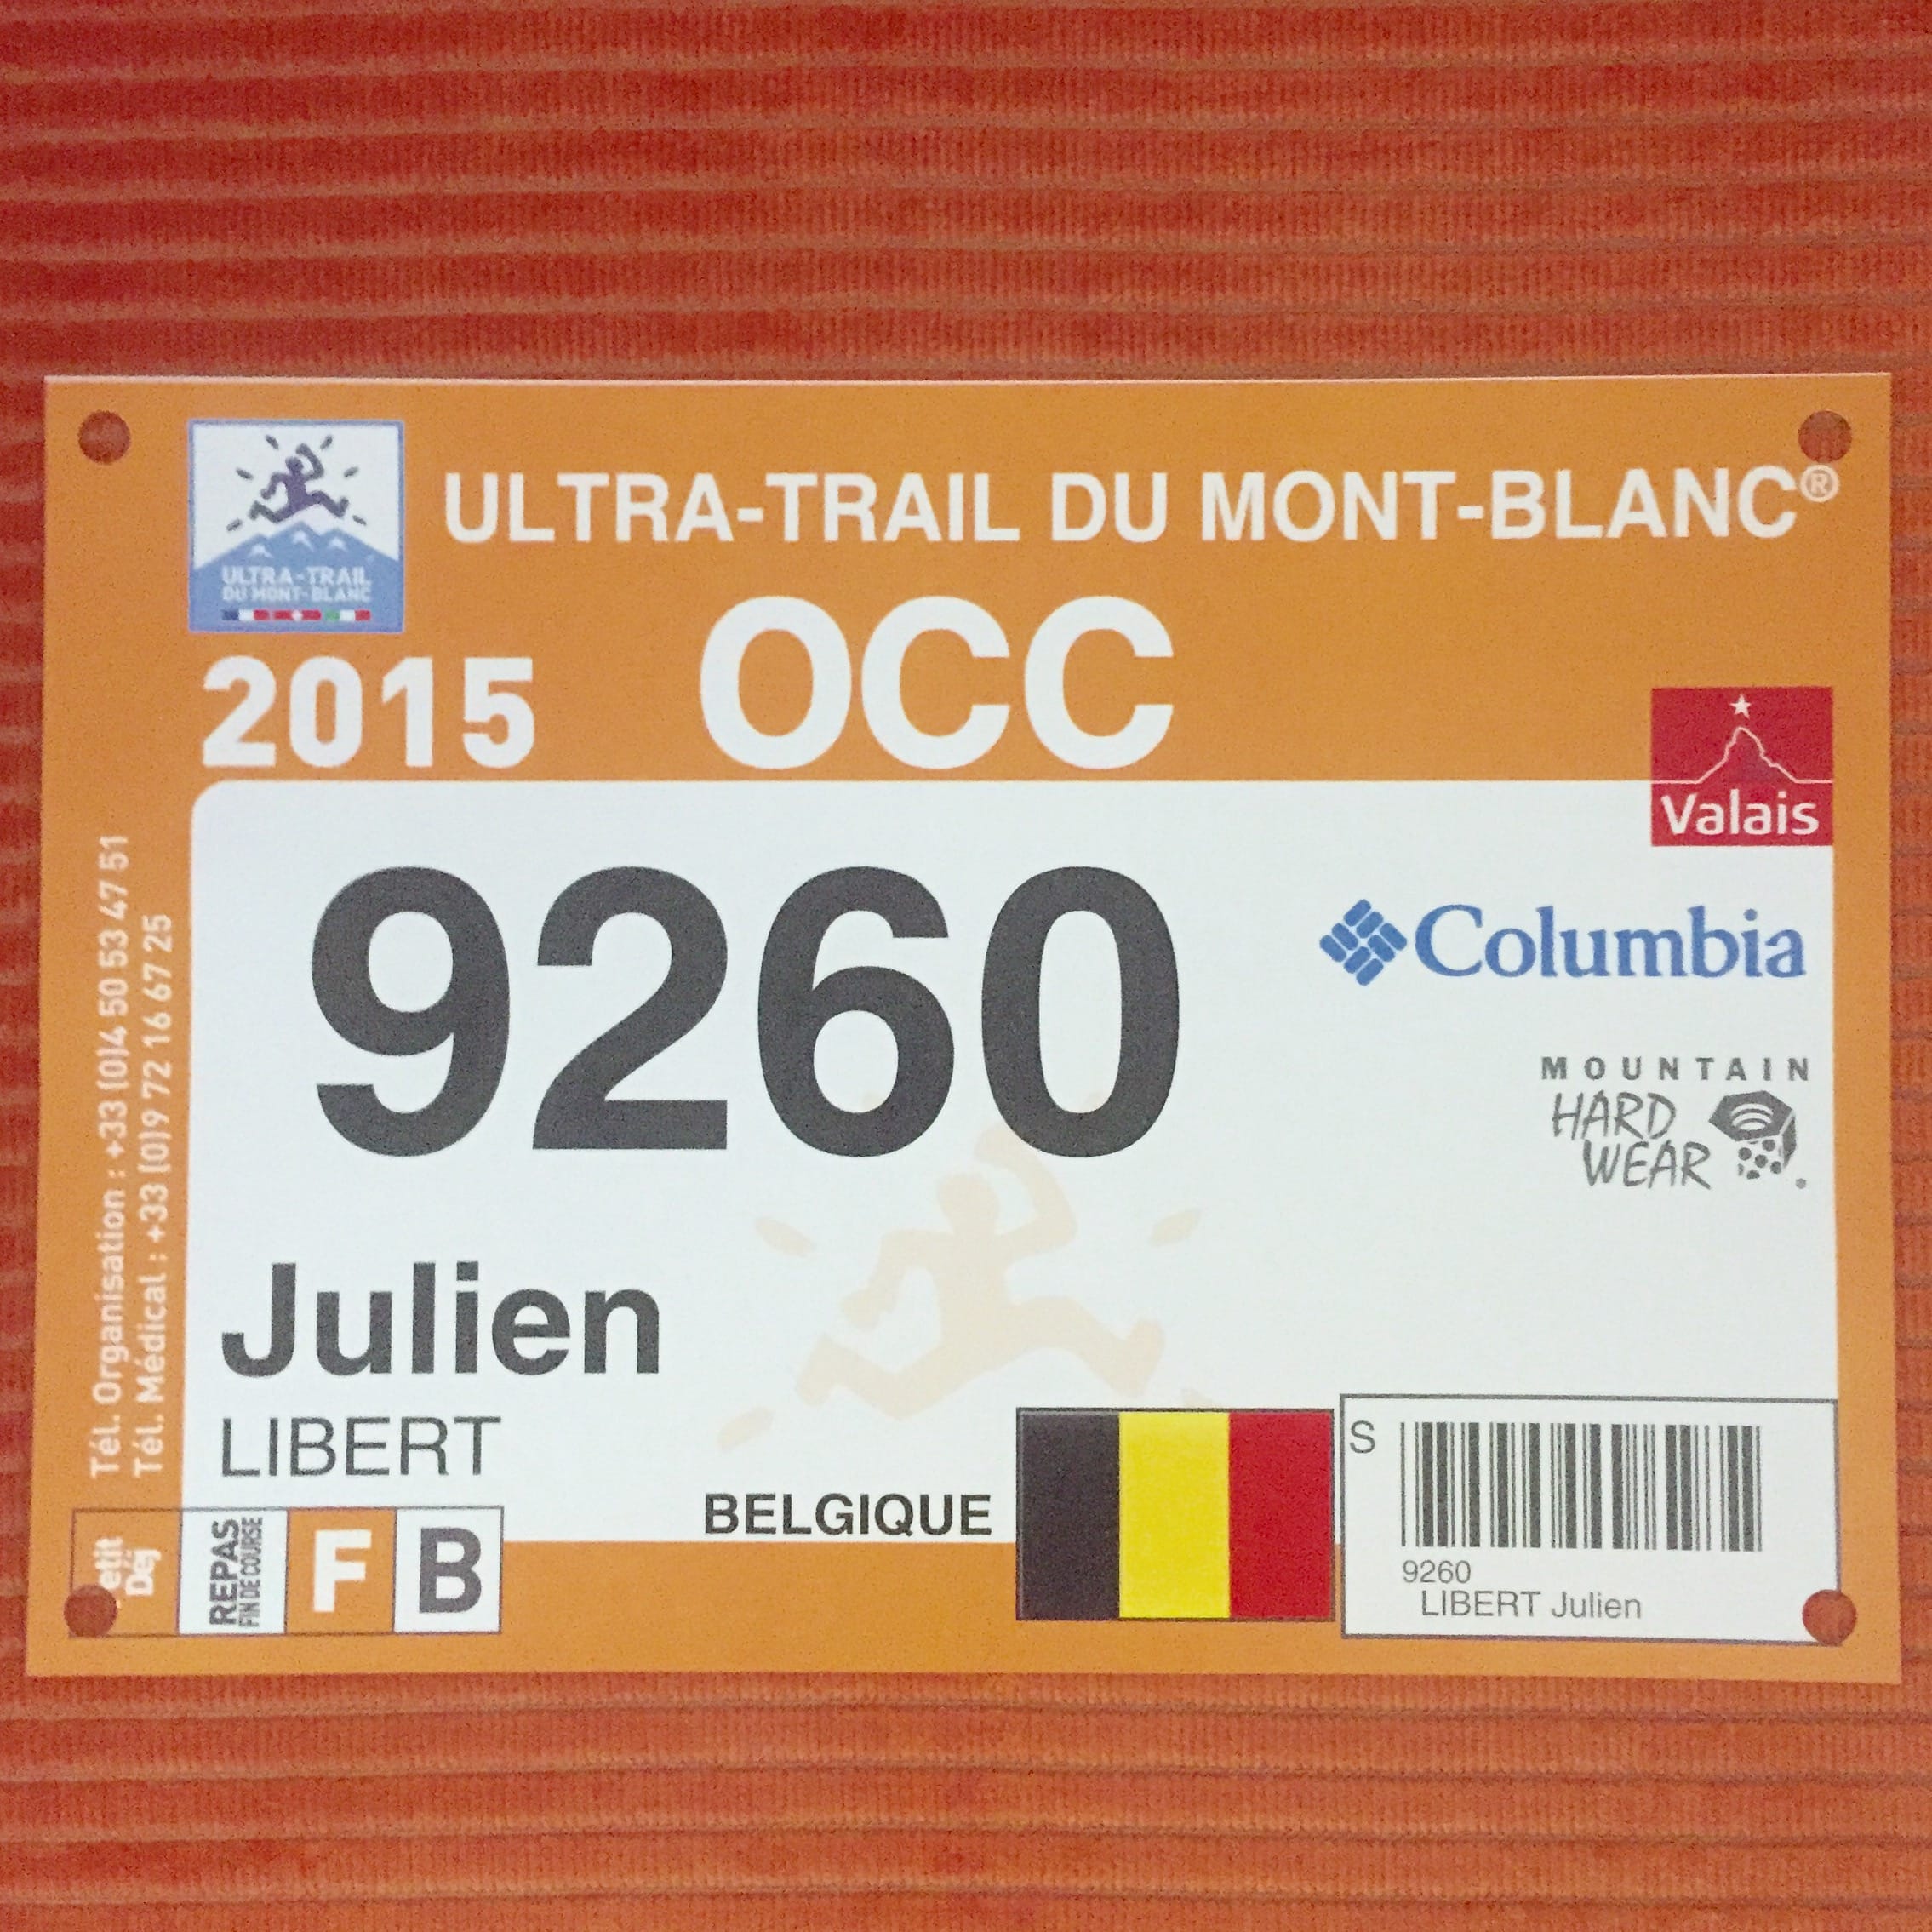 ULTRA-TRAIL DU MONT-BLANC®
ULTRA-TRAIL
DU MONT-BLANC
2015 OCC
Valais
9260
Columbia
MOUNTAIN
HARD
WEAR
Tél. Organisation : +33 (0)4 50 53 47 51
Tél. Médical : +33 (0)9 72 16 67 25
Julien
LIBERT
BELGIQUE
S
9260
LIBERT Julien
etit
Déj
REPAS
FIN DE COURSE
F
B